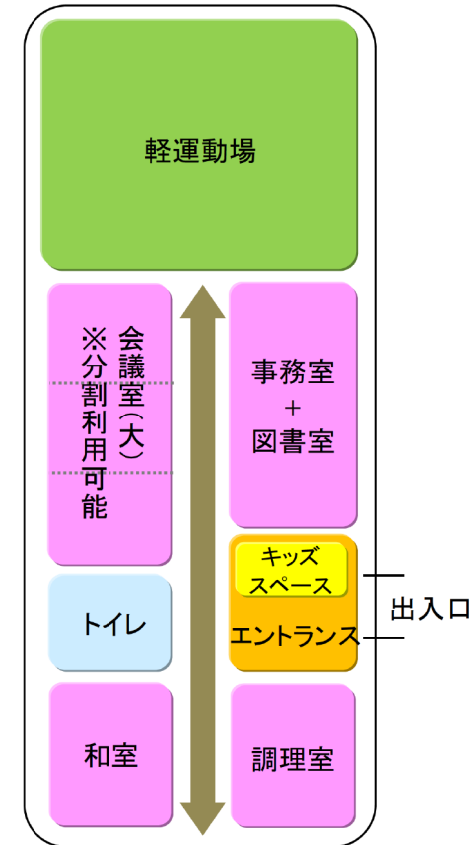 軽運動場
会議室（大）
※分割利用可能
事務室
+
図書室
キッズ
スペース
エントランス
出入口
トイレ
和室
調理室